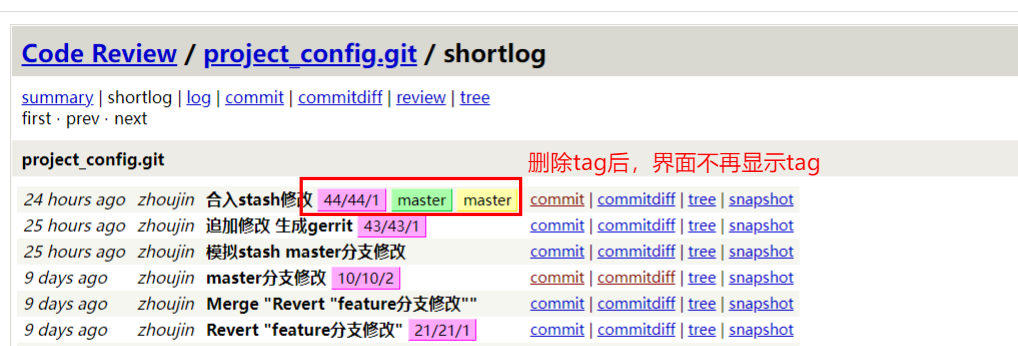 Code Review / project_config.git / shortlog
summary | shortlog | log | commit | commitdiff | review | tree
first · prev · next
project_config.git
删除tag后，界面不再显示tag
24 hours ago zhoujin 合入stash修改 44/44/1 master master commit | commitdiff | tree | snapshot
25 hours ago zhoujin 追加修改 生成gerrit 43/43/1 commit | commitdiff | tree | snapshot
25 hours ago zhoujin 模拟stash master分支修改 commit | commitdiff | tree | snapshot
9 days ago zhoujin master分支修改 10/10/2 commit | commitdiff | tree | snapshot
9 days ago zhoujin Merge "Revert "feature分支修改"" commit | commitdiff | tree | snapshot
9 days ago zhoujin Revert "feature分支修改" 21/21/1 commit | commitdiff | tree | snapshot